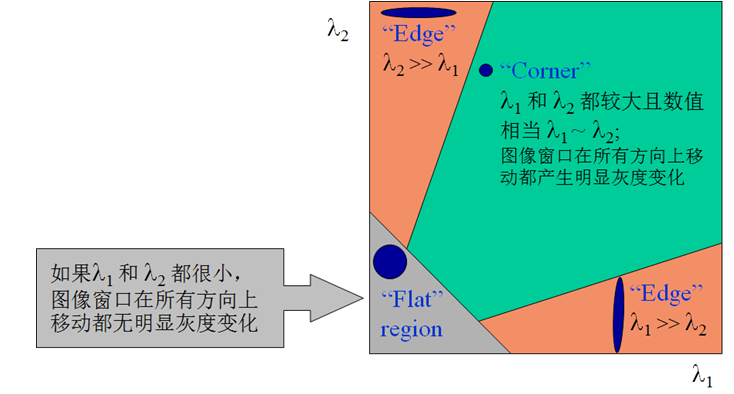 λ2
“Edge”
λ2 >> λ1
“Corner”
λ1 和 λ2 都较大且数值
相当 λ1 ~ λ2;
图像窗口在所有方向上移
动都产生明显灰度变化
如果λ1 和 λ2 都很小，
图像窗口在所有方向上
移动都无明显灰度变化
“Flat”
region
“Edge”
λ1 >> λ2
λ1